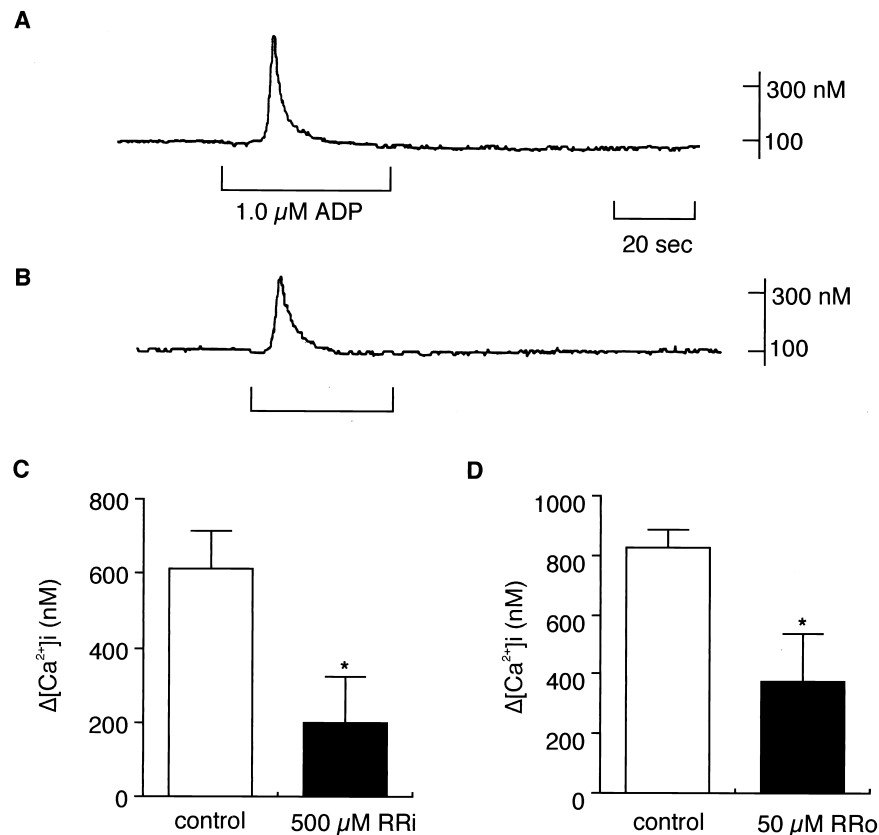 A
300 nM
100
1.0 µM ADP
20 sec
B
300 nM
100
C
D
800
600
400
200
0
Δ[Ca²⁺]i (nM)
*
control
500 µM RRi
1000
800
600
400
200
0
Δ[Ca²⁺]i (nM)
*
control
50 µM RRo